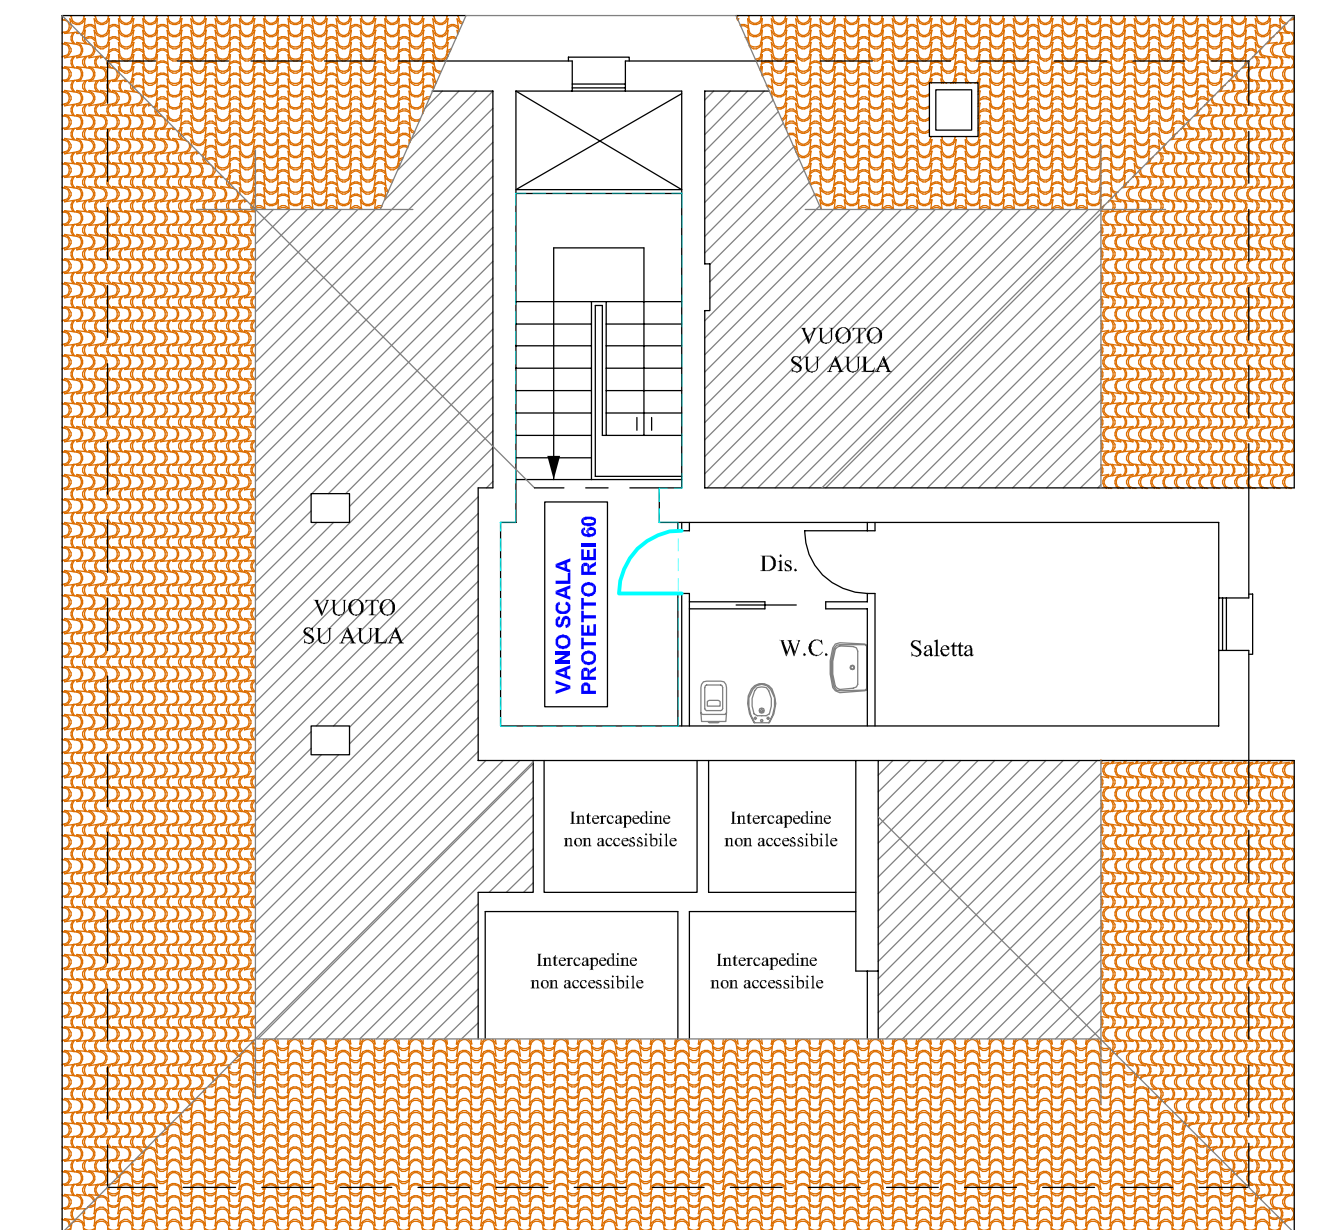 VUOTO
SU AULA
VANO SCALA
PROTETTO REI 60
Dis.
VUOTO
SU AULA
W.C.
Saletta
Intercapedine
non accessibile
Intercapedine
non accessibile
Intercapedine
non accessibile
Intercapedine
non accessibile